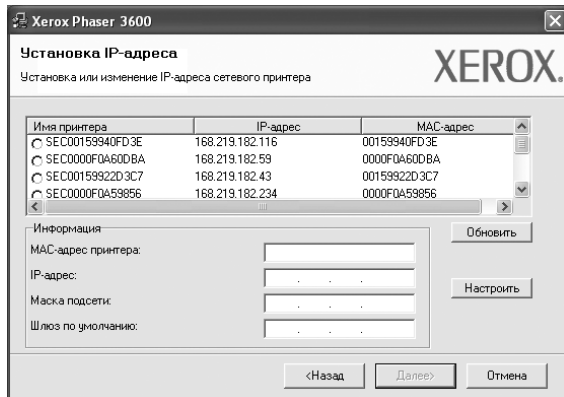 Xerox Phaser 3600
Установка IP-адреса
Установка или изменение IP-адреса сетевого принтера
XEROX.
Имя принтера IP-адрес MAC-адрес
SEC00159940FD3E 168.219.182.116 00159940FD3E
SEC0000F0A60DBA 168.219.182.59 0000F0A60DBA
SEC00159922D3C7 168.219.182.43 00159922D3C7
SEC0000F0A59856 168.219.182.234 0000F0A59856
Информация
MAC-адрес принтера:
IP-адрес:
Маска подсети:
Шлюз по умолчанию:
Обновить
Настроить
<Назад Далее> Отмена